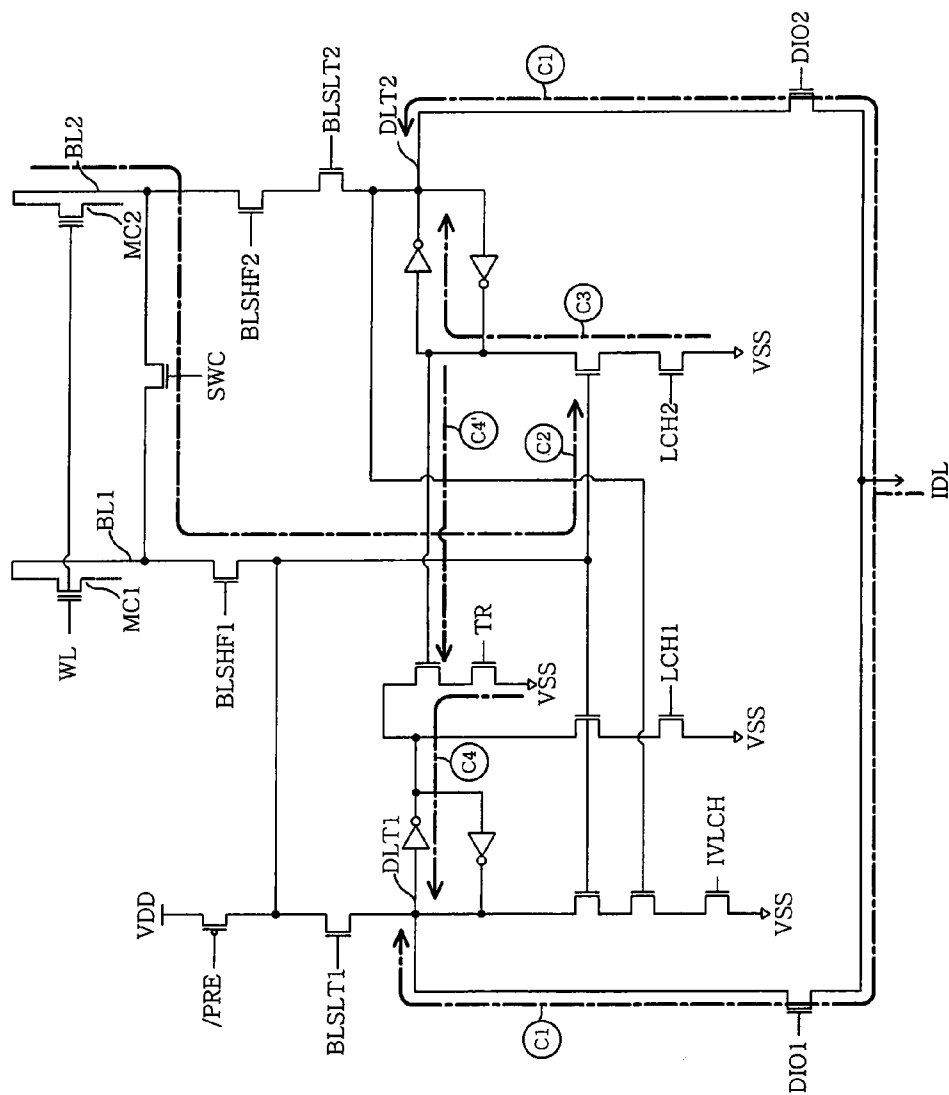 WL
MC1
BL1
BL2
MC2
SWC
BLSHF1
BLSHF2
BLSLT2
VDD
/PRE
BLSLT1
DLT1
DLT2
TR
VSS
C4
C4'
C2
C3
C1
C1
LCH1
VSS
LCH2
VSS
IVLCH
VSS
DIO1
DIO2
IDL